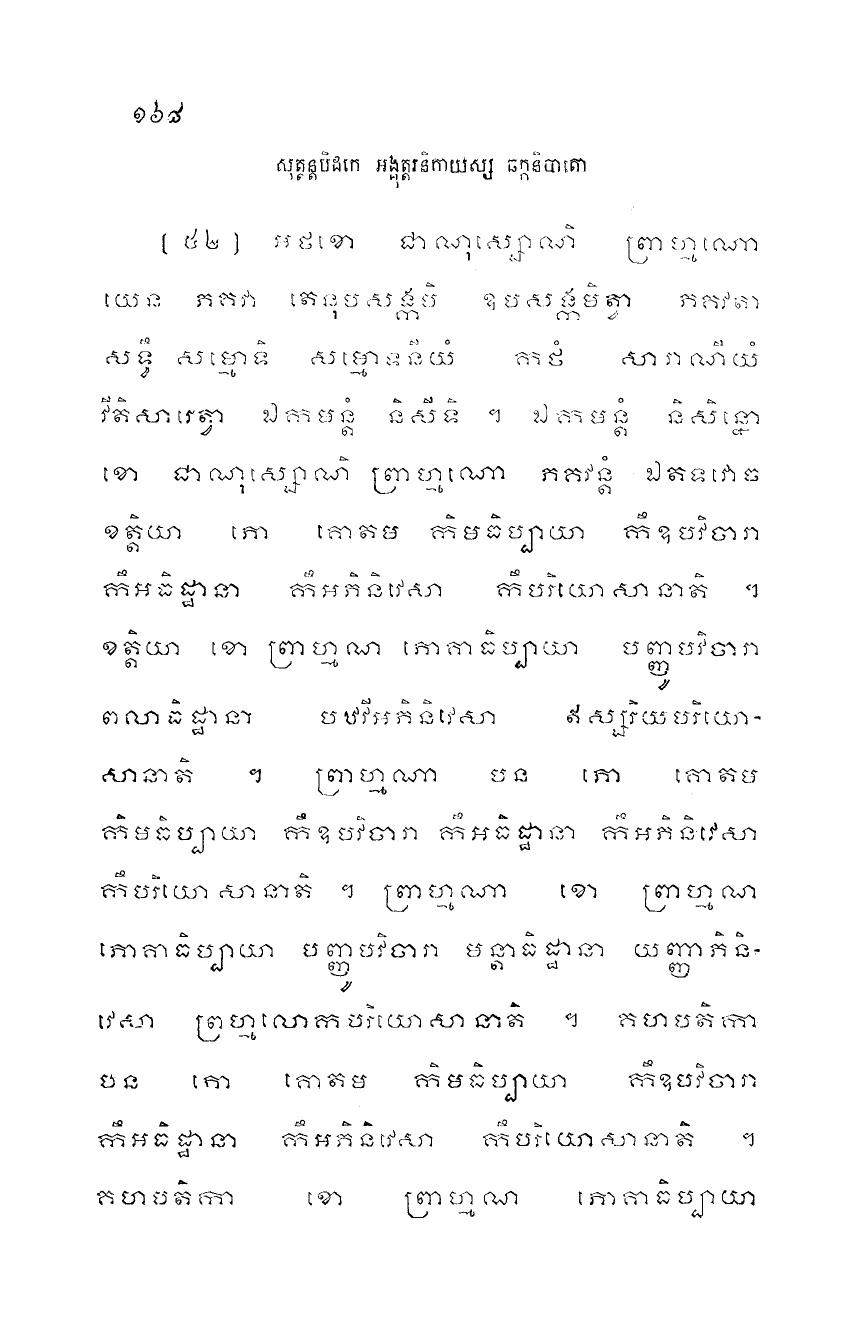 ១៦៨
សុត្តន្តបិដកេ អង្គុត្តរនិកាយស្ស ឆក្កនិបាតោ
[ ៥២ ] អថខោ ជាណុស្សោណិ ព្រាហ្មណោ
យេន ភគវា តេនុបសង្កមិ ឧបសង្កមិត្វា ភគវតា
សទ្ធឹ សម្មោទិ សម្មោទនីយំ កថំ សារាណីយំ
វីតិសារេត្វា ឯកមន្តំ និសីទិ ។ ឯកមន្តំ និសិន្នោ
ខោ ជាណុស្សោណិ ព្រាហ្មណោ ភគវន្តំ ឯតទវោច
ខត្តិយា ភោ គោតម កិមធិប្បាយា កឹឧបវិចារា
កឹអធិដ្ឋានា កឹអភិនិវេសា កឹបរិយោសានាតិ ។
ខត្តិយា ខោ ព្រាហ្មណ ភោគាធិប្បាយា បញ្ញូបវិចារា
ពលាធិដ្ឋានា បឋវីអភិនិវេសា ឥស្សរិយបរិយោ-
សានាតិ ។ ព្រាហ្មណា បន ភោ គោតម
កិមធិប្បាយា កឹឧបវិចារា កឹអធិដ្ឋានា កឹអភិនិវេសា
កឹបរិយោសានាតិ ។ ព្រាហ្មណា ខោ ព្រាហ្មណ
ភោគាធិប្បាយា បញ្ញូបវិចារា មន្តាធិដ្ឋានា យញ្ញាភិនិ-
វេសា ព្រហ្មលោកបរិយោសានាតិ ។ គហបតិកា
បន ភោ គោតម កិមធិប្បាយា កឹឧបវិចារា
កឹអធិដ្ឋានា កឹអភិនិវេសា កឹបរិយោសានាតិ ។
គហបតិកា ខោ ព្រាហ្មណ ភោគាធិប្បាយា